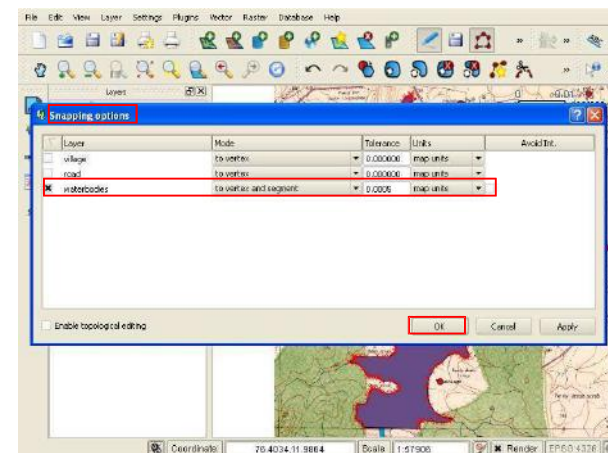 File Edit View Layer Settings Plugins Vector Raster Database Help
Layers
Snapping options
Layer Mode Tolerance Units Avoid Int.
village to vertex 0.000000 map units
road to vertex 0.000000 map units
waterbodies to vertex and segment 0.0005 map units
Enable topological editing OK Cancel Apply
Coordinate: 76.4034,11.9864 Scale 1:57906 Render EPSG:4326